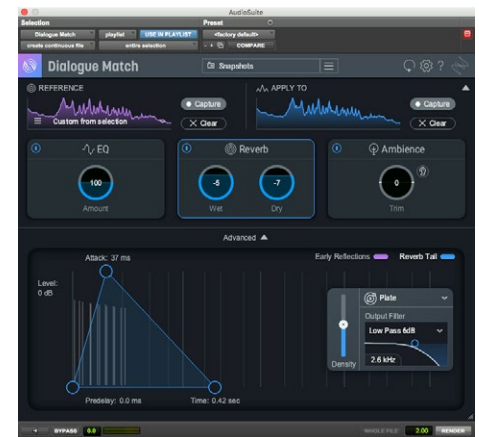 AudioSuite
Selection Preset
Dialogue Match playlist USE IN PLAYLIST <factory default>
create continuous file entire selection - + COMPARE
Dialogue Match Snapshots ?
REFERENCE APPLY TO
Capture Capture
Custom from selection
Clear Clear
EQ Reverb Ambience
100 -5 -7 0
Amount Wet Dry Trim
Advanced
Attack: 37 ms Early Reflections Reverb Tail
Level:
0 dB
Plate
Output Filter
Low Pass 6dB
Density 2.6 kHz
Predelay: 0.0 ms Time: 0.42 sec
BYPASS 0.0 WHOLE FILE 2.00 RENDER